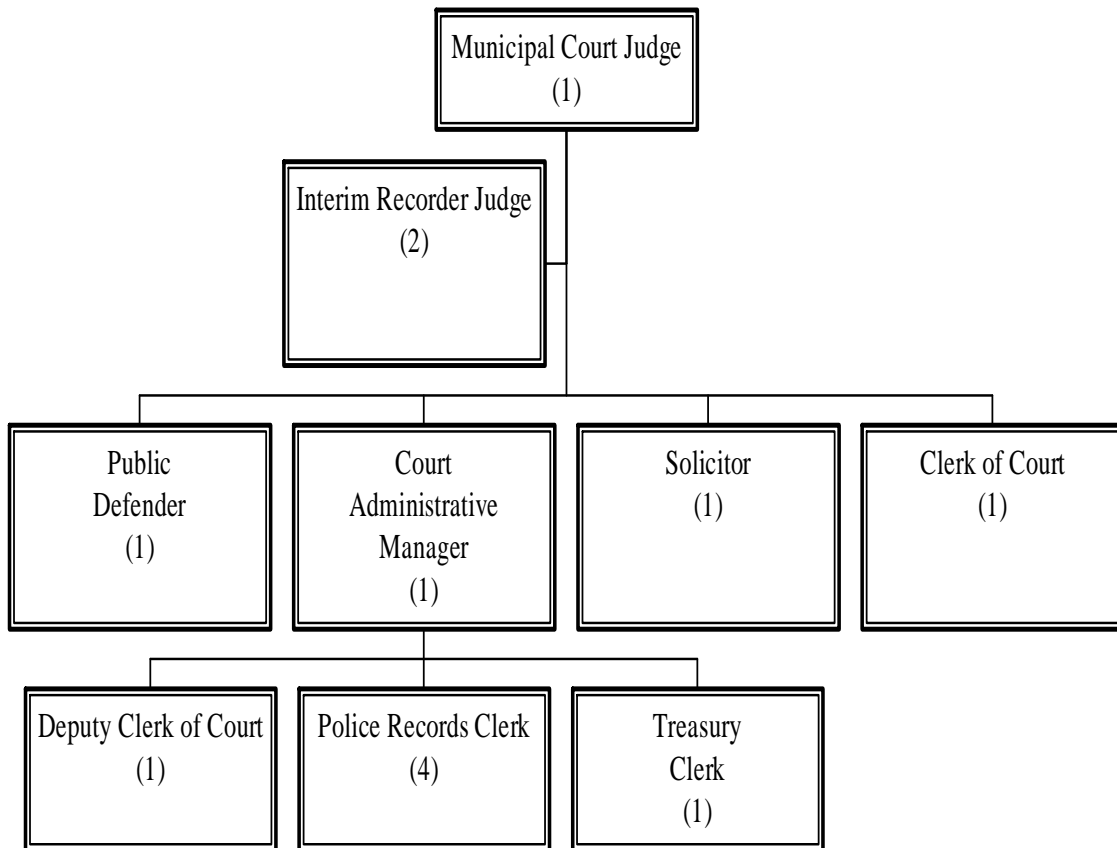 Municipal Court Judge
(1)
Interim Recorder Judge
(2)
Public
Defender
(1)
Court
Administrative
Manager
(1)
Solicitor
(1)
Clerk of Court
(1)
Deputy Clerk of Court
(1)
Police Records Clerk
(4)
Treasury
Clerk
(1)